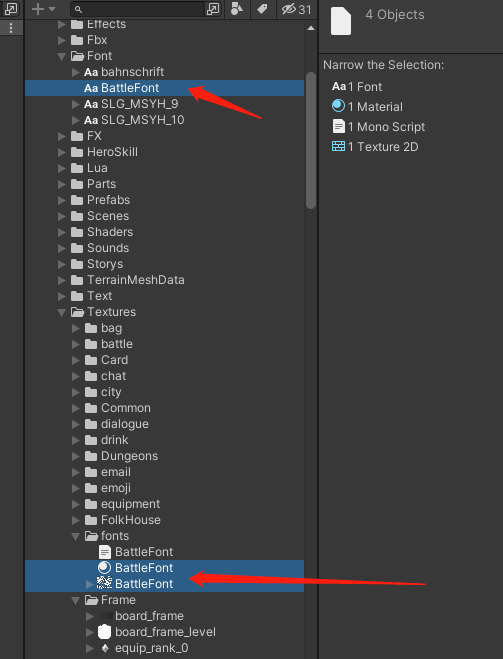 31
Effects
Fbx
Font
Aa bahnschrift
Aa BattleFont
Aa SLG_MSYH_9
Aa SLG_MSYH_10
FX
HeroSkill
Lua
Parts
Prefabs
Scenes
Shaders
Sounds
Storys
TerrainMeshData
Text
Textures
bag
battle
Card
chat
city
Common
dialogue
drink
Dungeons
email
emoji
equipment
FolkHouse
fonts
BattleFont
BattleFont
BattleFont
Frame
board_frame
board_frame_level
equip_rank_0
4 Objects
Narrow the Selection:
Aa 1 Font
1 Material
1 Mono Script
1 Texture 2D